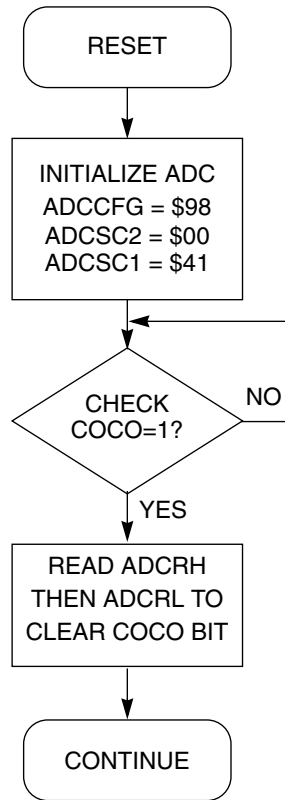 RESET
INITIALIZE ADC
ADCCFG = $98
ADCSC2 = $00
ADCSC1 = $41
CHECK
COCO=1?
NO
YES
READ ADCRH
THEN ADCRL TO
CLEAR COCO BIT
CONTINUE